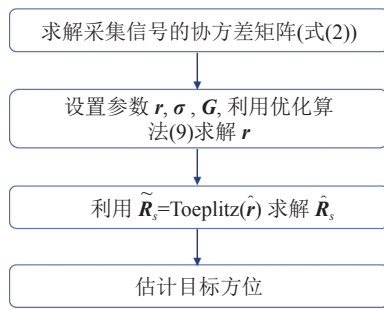 求解采集信号的协方差矩阵(式(2))
设置参数 r, σ , G, 利用优化算
法(9)求解 r
利用 R̃ₛ=Toeplitz(r̂) 求解 R̂ₛ
估计目标方位